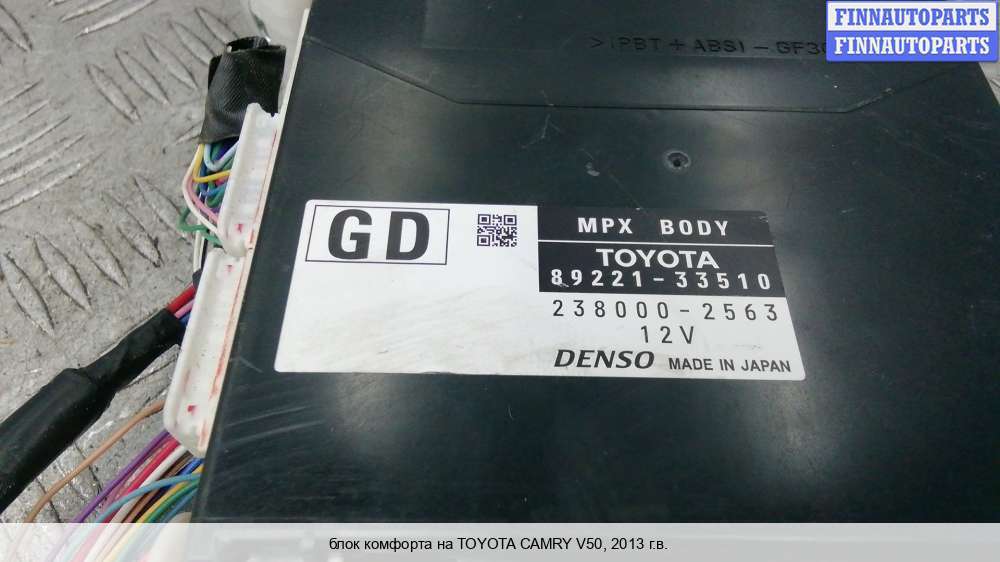 FINNAUTOPARTS
FINNAUTOPARTS
>(PBT+ABS)-GF30
GD
MPX BODY
TOYOTA
89221-33510
238000-2563
12V
DENSO MADE IN JAPAN
блок комфорта на TOYOTA CAMRY V50, 2013 г.в.